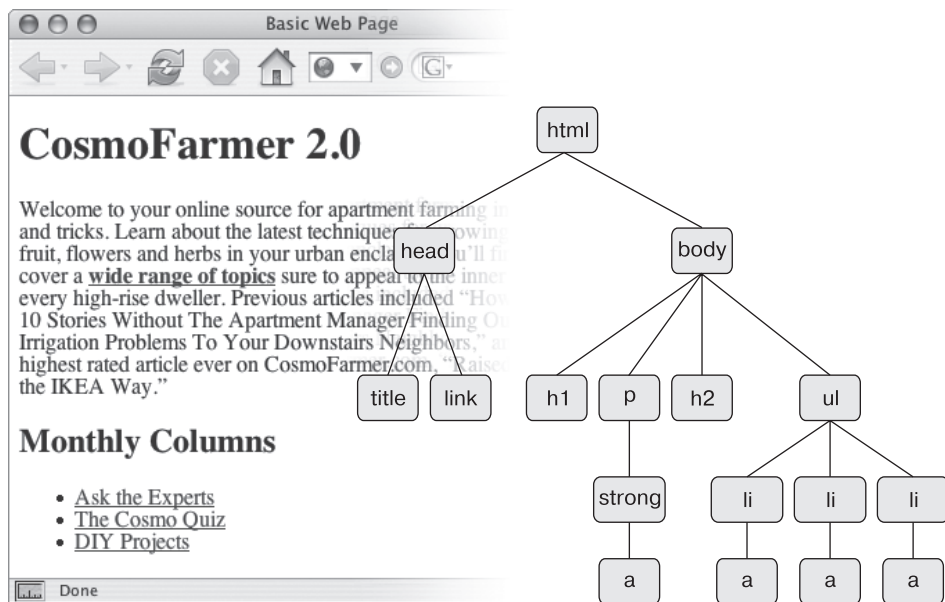 Basic Web Page
G
CosmoFarmer 2.0
Welcome to your online source for apartment farming
and tricks. Learn about the latest technique
fruit, flowers and herbs in your urban
cover a wide range of topics sure to appeal to the inner
every high-rise dweller. Previous articles included “How
10 Stories Without The Apartment Manager Finding
Irrigation Problems To Your Downstairs Neighbors,”
highest rated article ever on CosmoFarmer.com, “Raised
the IKEA Way.”
Monthly Columns
• Ask the Experts
• The Cosmo Quiz
• DIY Projects
Done
html
head
body
title
link
h1
p
h2
ul
strong
li
li
li
a
a
a
a